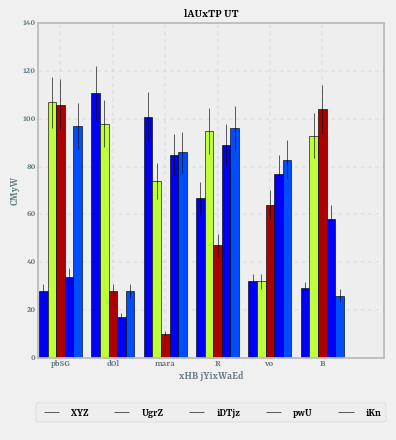 lAUxTP UT
CMyW
140
120
100
80
60
40
20
0
pbSG dOl mara R vo B
xHB jYixWaEd
XYZ UgrZ iDTjz pwU iKn